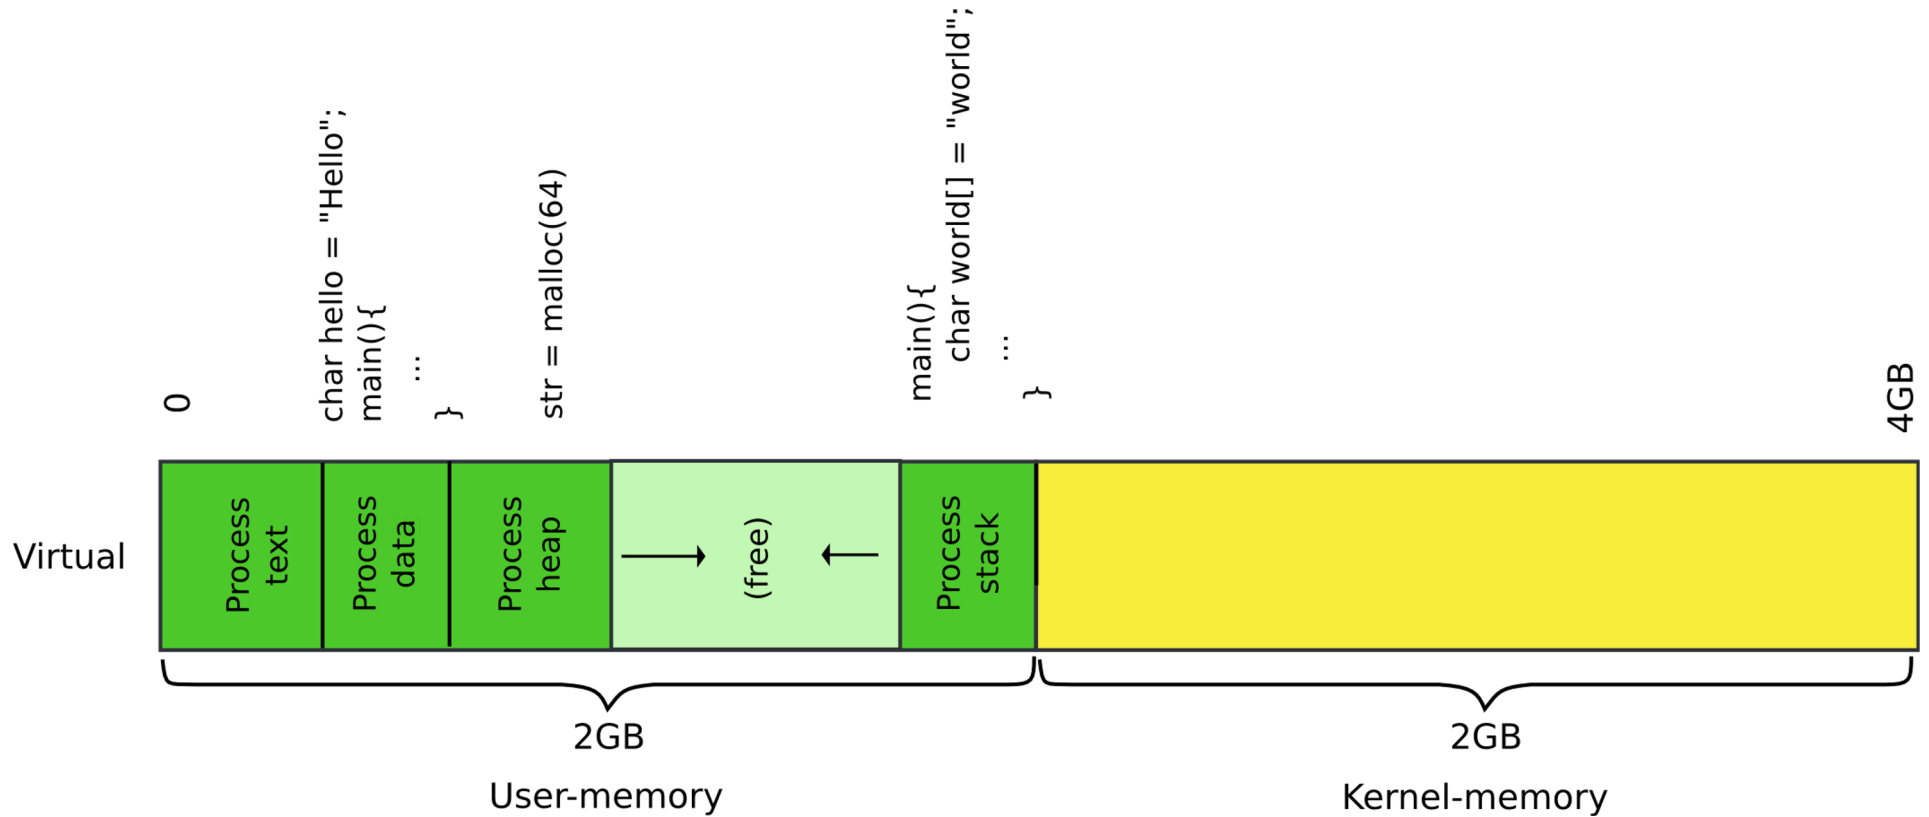 0
char hello = "Hello";
main(){
...
}
str = malloc(64)
main(){
char world[] = "world";
...
}
4GB
Virtual
Process
text
Process
data
Process
heap
(free)
Process
stack
2GB
User-memory
2GB
Kernel-memory